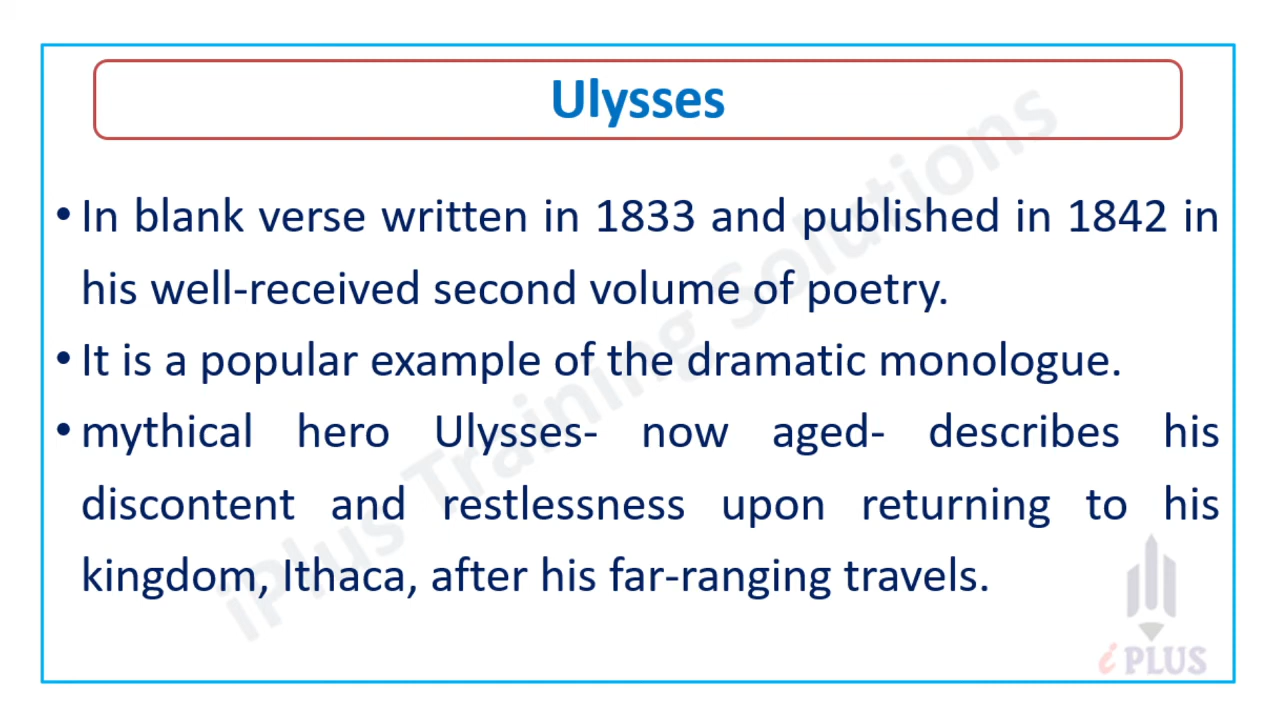 Ulysses
• In blank verse written in 1833 and published in 1842 in
his well-received second volume of poetry.
• It is a popular example of the dramatic monologue.
• mythical hero Ulysses- now aged- describes his
discontent and restlessness upon returning to his
kingdom, Ithaca, after his far-ranging travels.
iPlus Training Solutions
i PLUS